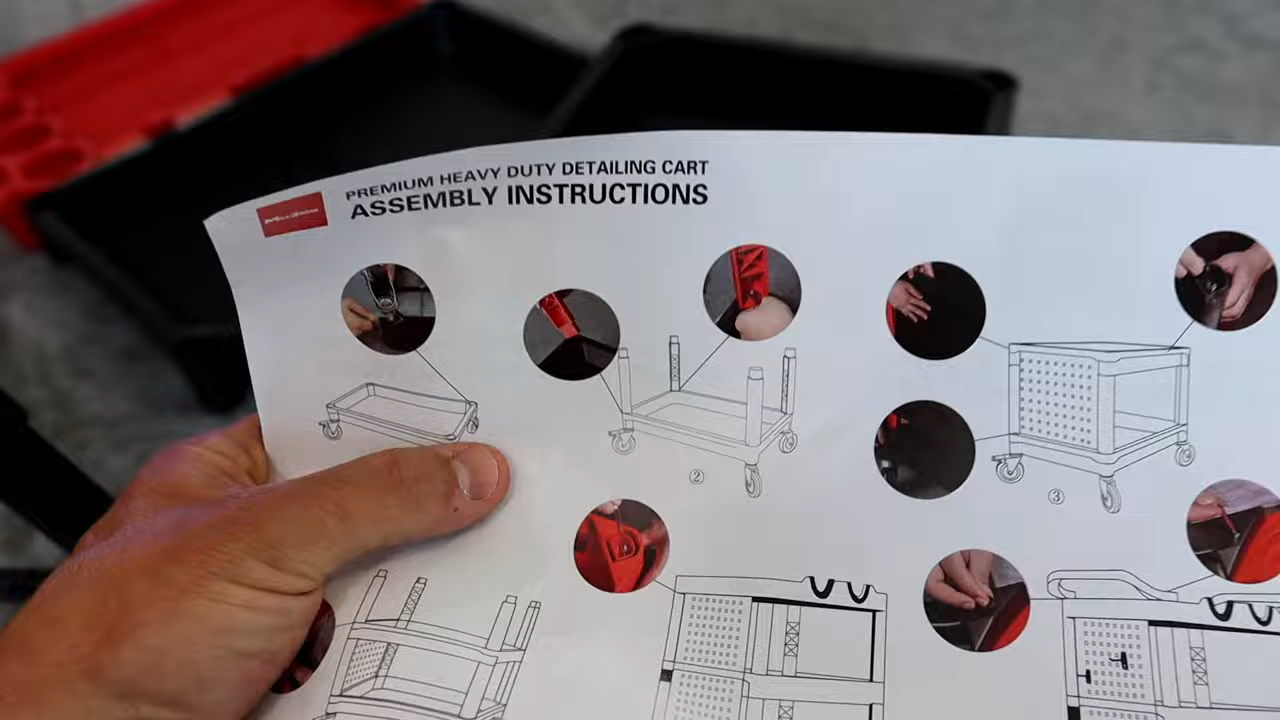 PREMIUM HEAVY DUTY DETAILING CART
ASSEMBLY INSTRUCTIONS
②
③